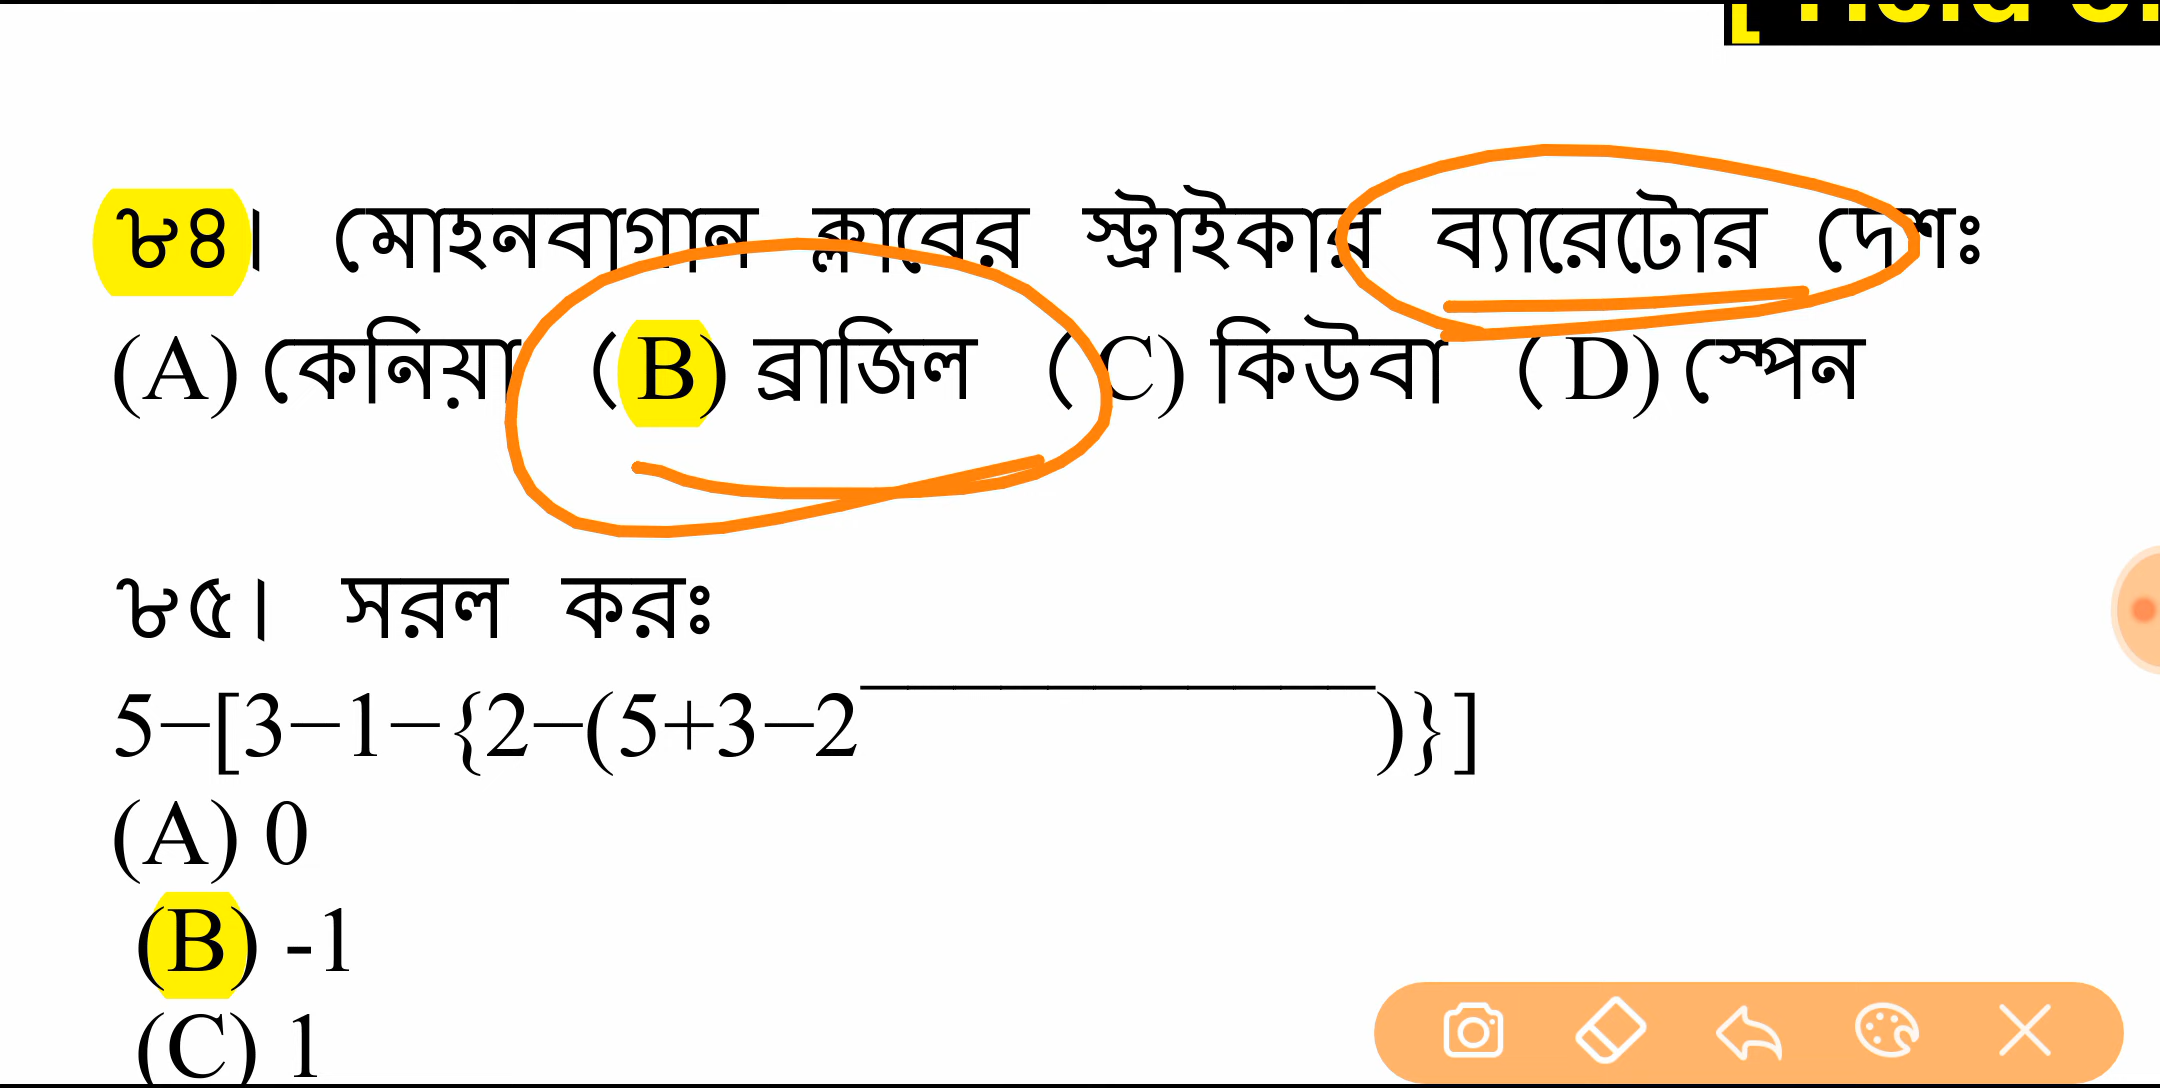 ৮৪। মোহনবাগান ক্লাবের স্ট্রাইকার ব্যারেটোর দেশঃ
(A) কেনিয়া (B) ব্রাজিল (C) কিউবা (D) স্পেন
৮৫। সরল করঃ
5−[3−1−{2−(5+3−2 )}]
(A) 0
(B) -1
(C) 1